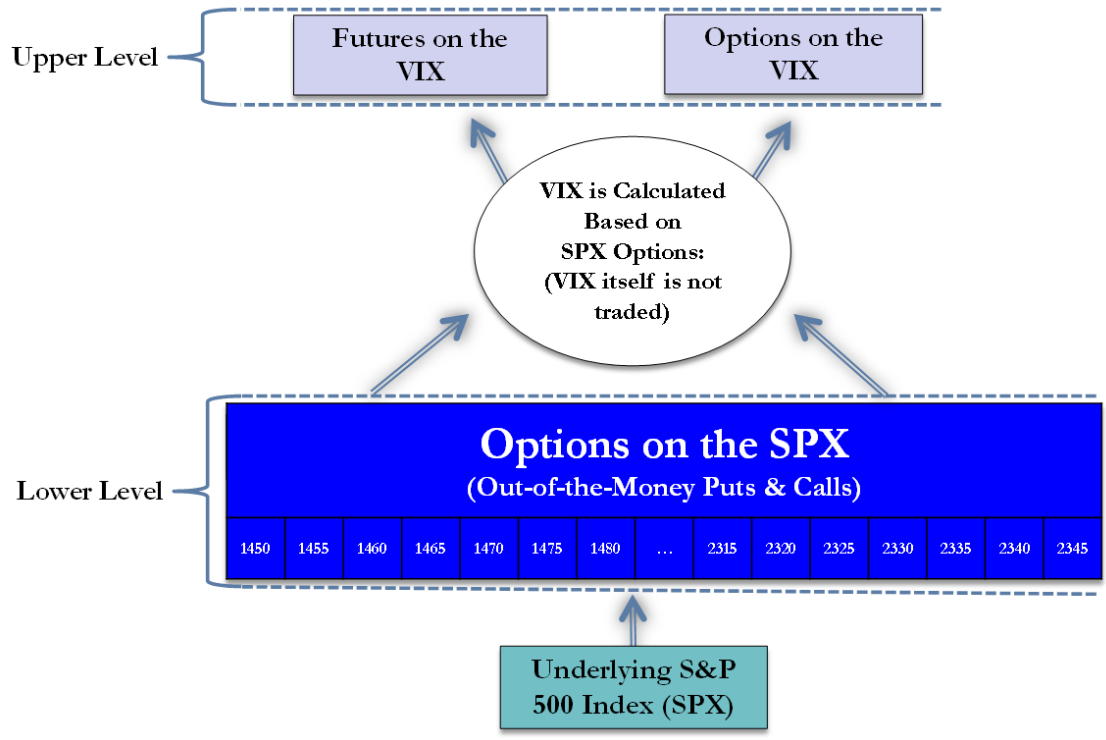 Futures on the
VIX
Options on the
VIX
Upper Level
VIX is Calculated
Based on
SPX Options:
(VIX itself is not
traded)
Options on the SPX
(Out-of-the-Money Puts & Calls)
Lower Level
1450 1455 1460 1465 1470 1475 1480 ... 2315 2320 2325 2330 2335 2340 2345
Underlying S&P
500 Index (SPX)